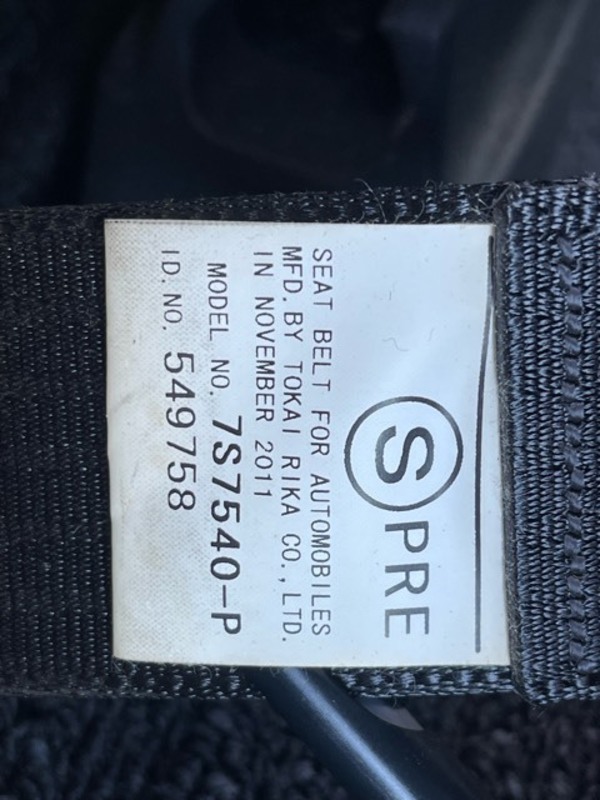 S PRE
SEAT BELT FOR AUTOMOBILES
MFD. BY TOKAI RIKA CO., LTD.
IN NOVEMBER 2011
MODEL NO. 7S7540-P
ID. NO. 549758